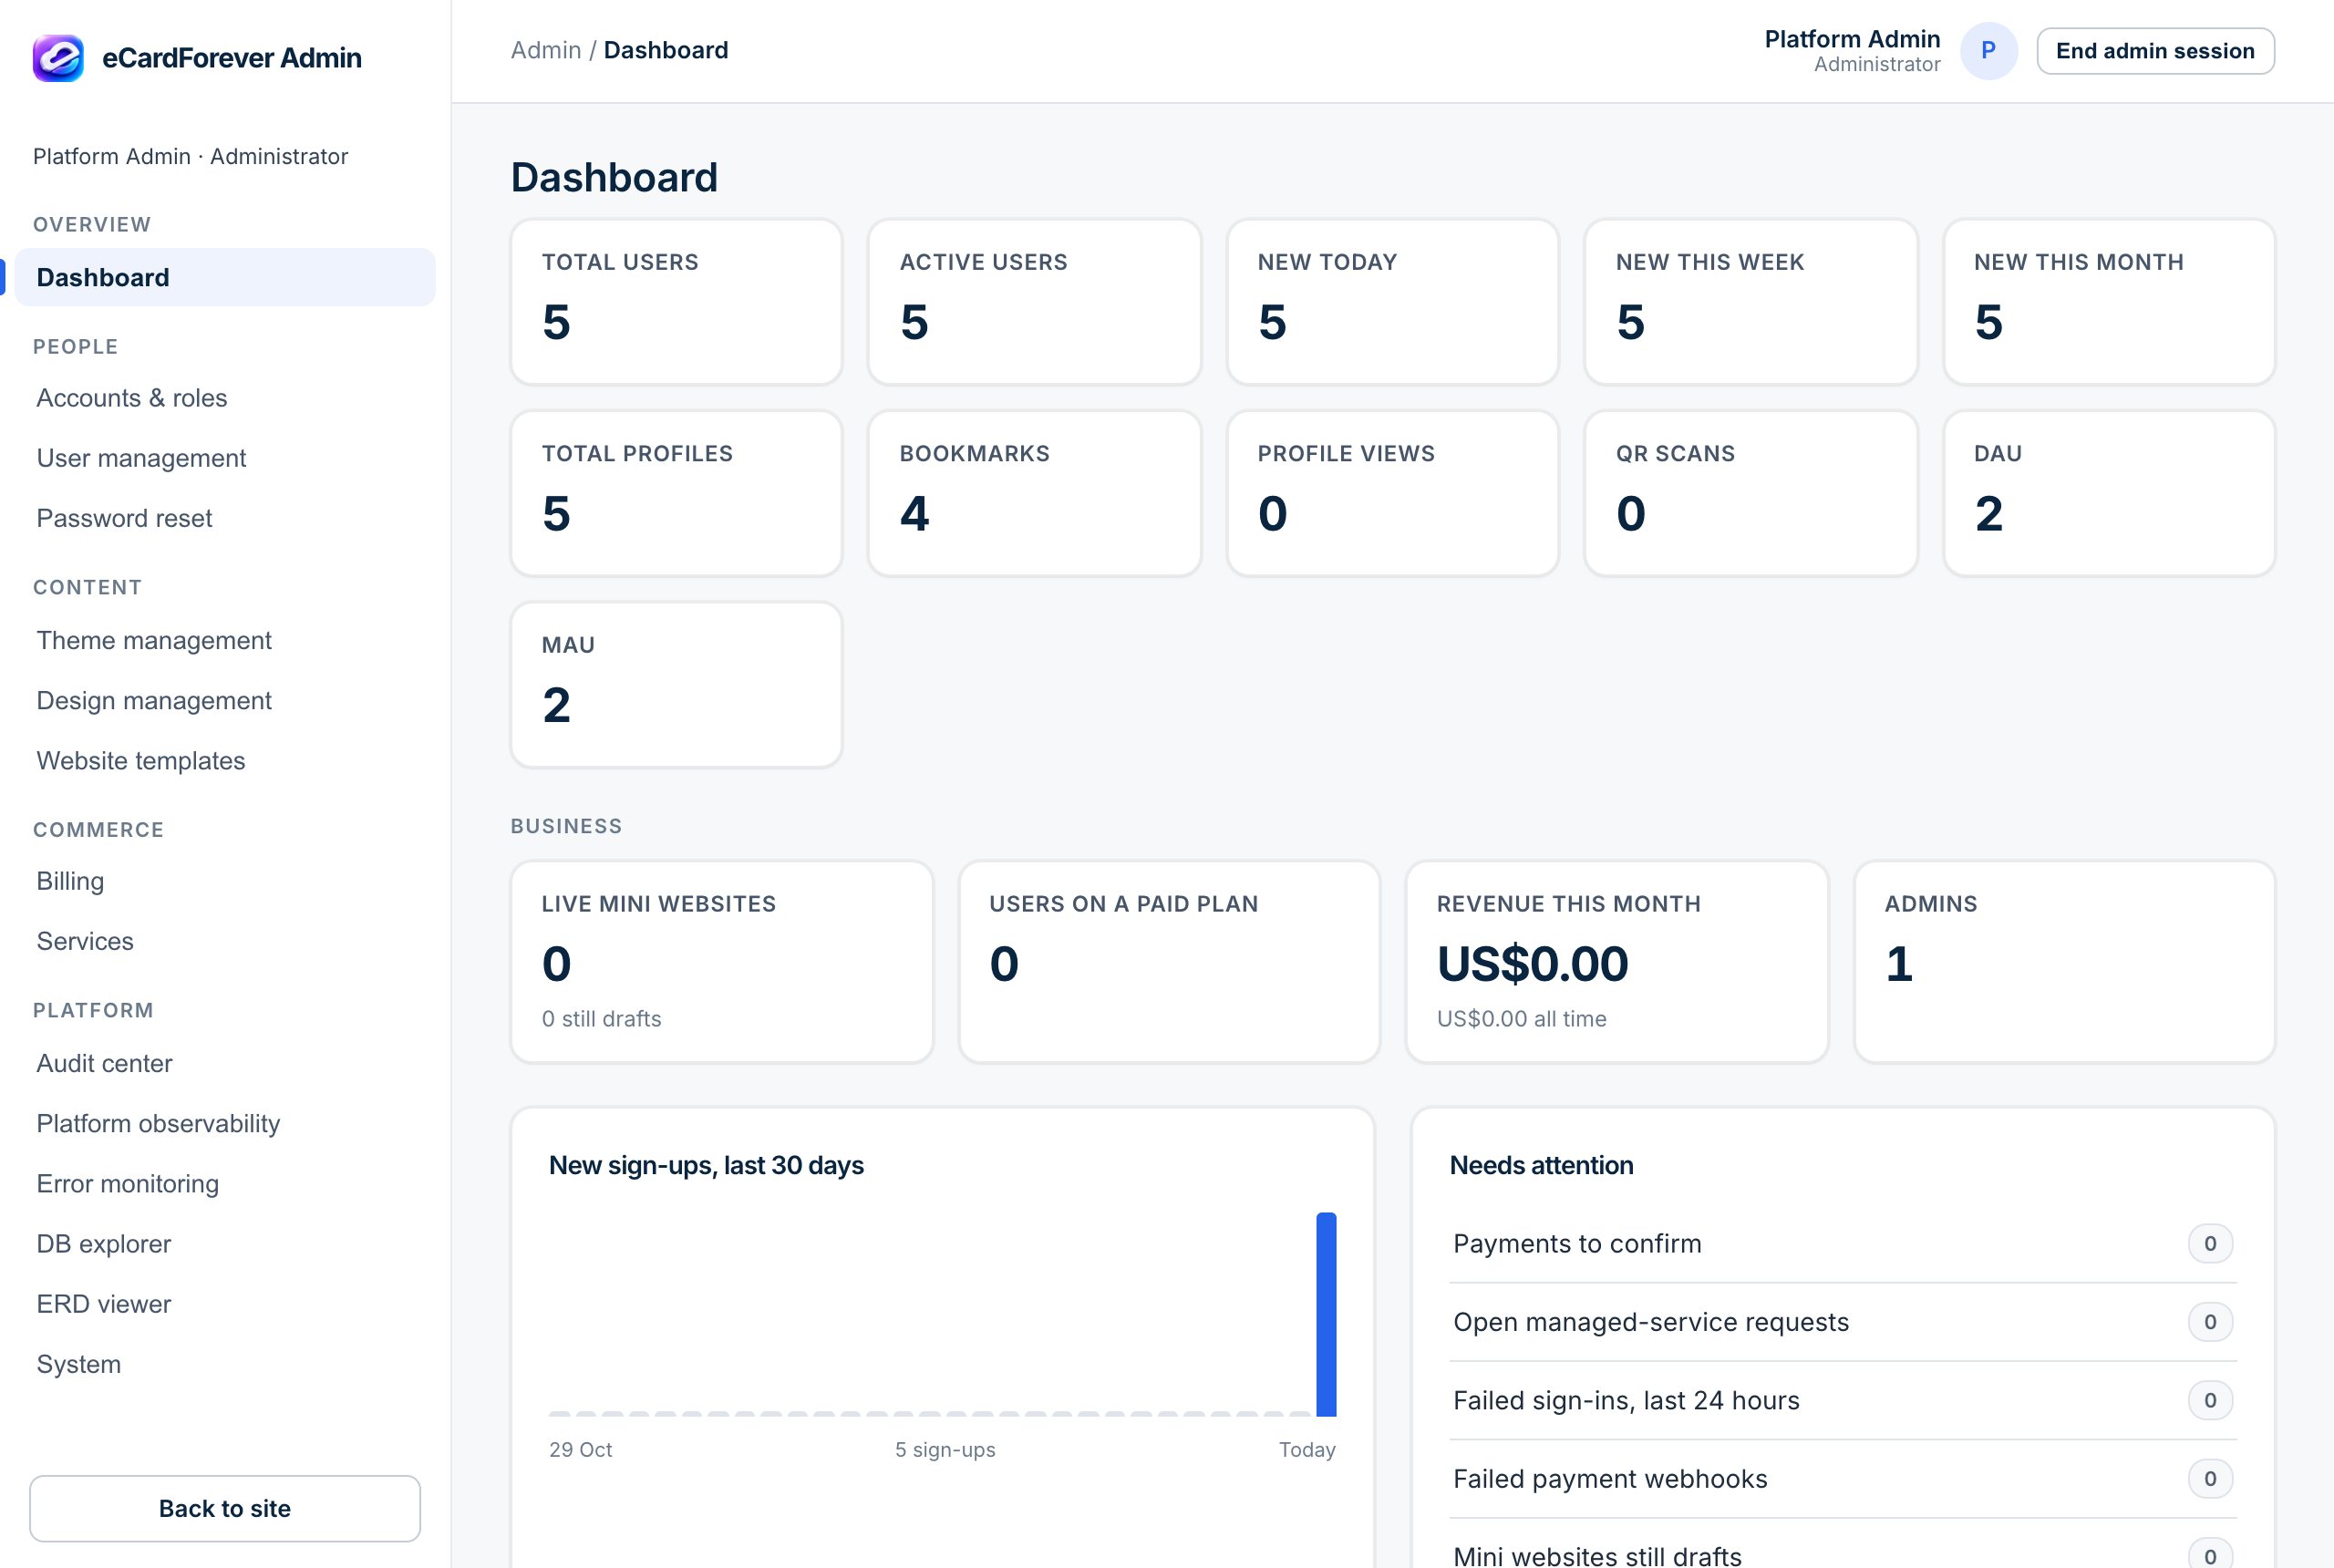 eCardForever Admin
Platform Admin · Administrator
OVERVIEW
Dashboard
PEOPLE
Accounts & roles
User management
Password reset
CONTENT
Theme management
Design management
Website templates
COMMERCE
Billing
Services
PLATFORM
Audit center
Platform observability
Error monitoring
DB explorer
ERD viewer
System
Back to site
Admin / Dashboard
Platform Admin
Administrator
P
End admin session
Dashboard
TOTAL USERS
5
ACTIVE USERS
5
NEW TODAY
5
NEW THIS WEEK
5
NEW THIS MONTH
5
TOTAL PROFILES
5
BOOKMARKS
4
PROFILE VIEWS
0
QR SCANS
0
DAU
2
MAU
2
BUSINESS
LIVE MINI WEBSITES
0
0 still drafts
USERS ON A PAID PLAN
0
REVENUE THIS MONTH
US$0.00
US$0.00 all time
ADMINS
1
New sign-ups, last 30 days
29 Oct
5 sign-ups
Today
Needs attention
Payments to confirm 0
Open managed-service requests 0
Failed sign-ins, last 24 hours 0
Failed payment webhooks 0
Mini websites still drafts 0